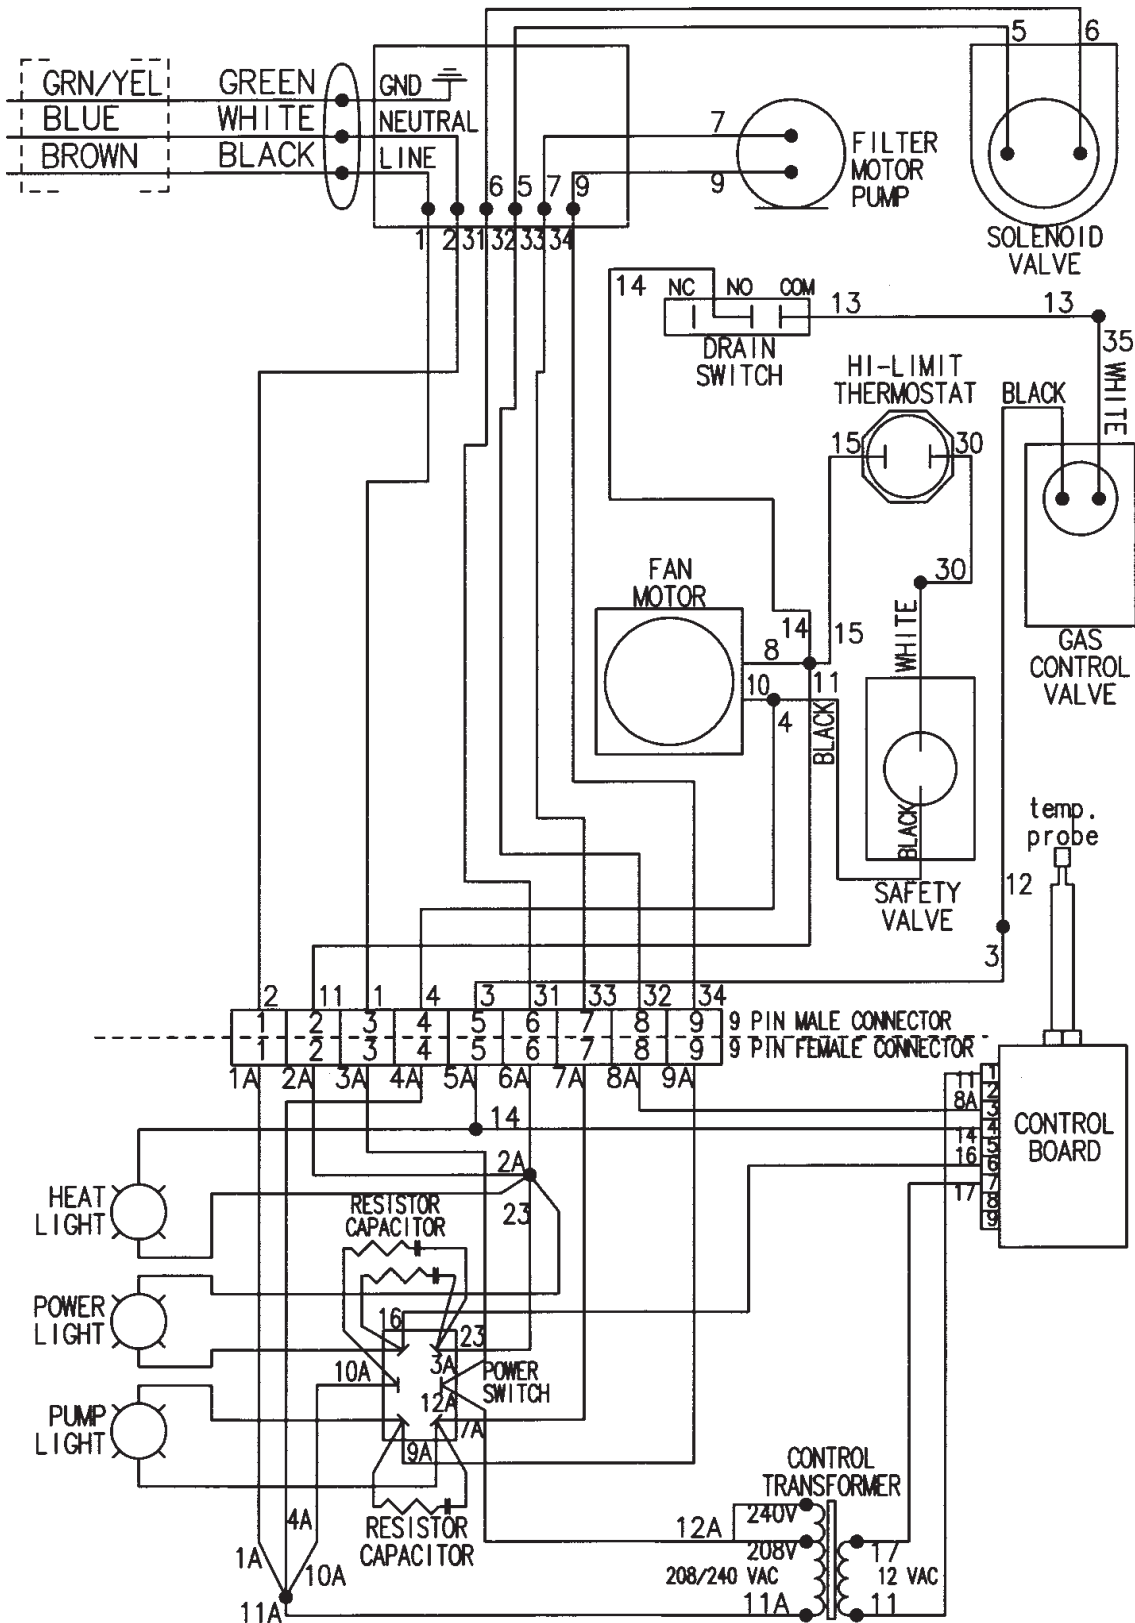 5 6
GRN/YEL GREEN GND
BLUE WHITE NEUTRAL
BROWN BLACK LINE
7
9
FILTER
MOTOR
PUMP
6 5 7 9
1 2 31 32 33 34
SOLENOID
VALVE
14 NC NO COM 13 13
DRAIN
SWITCH
35
WHITE
HI-LIMIT
THERMOSTAT
BLACK
15 30
30
FAN
MOTOR
14 15
WHITE
GAS
CONTROL
VALVE
8
10 11
4
BLACK
BLACK
temp.
probe
SAFETY
VALVE
12
3
2 11 1 4 3 31 33 32 34
1 2 3 4 5 6 7 8 9 9 PIN MALE CONNECTOR
1 2 3 4 5 6 7 8 9 9 PIN FEMALE CONNECTOR
1A 2A 3A 4A 5A 6A 7A 8A 9A
11
8A
14
16
17
1
2
3
4
5
6
7
8
9
CONTROL
BOARD
14
2A
23
HEAT
LIGHT
RESISTOR
CAPACITOR
POWER
LIGHT
16 23
3A
10A
POWER
SWITCH
12A
7A
9A
PUMP
LIGHT
RESISTOR
CAPACITOR
4A
1A
10A
11A
CONTROL
TRANSFORMER
240V
12A
208V
17
208/240 VAC
12 VAC
11A 11